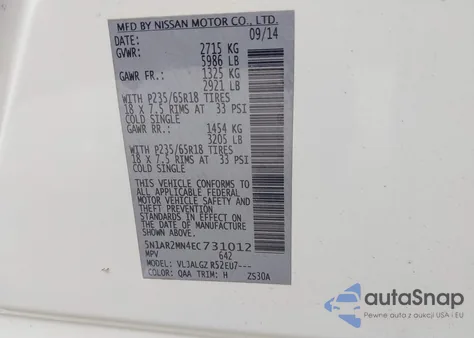 MFD BY NISSAN MOTOR CO., LTD.
DATE: 09/14
GVWR: 2715 KG
5986 LB
GAWR FR.: 1325 KG
2921 LB
WITH P235/65R18 TIRES
18 X 7.5 RIMS AT 33 PSI
COLD SINGLE
GAWR RR.: 1454 KG
3205 LB
WITH P235/65R18 TIRES
18 X 7.5 RIMS AT 33 PSI
COLD SINGLE
THIS VEHICLE CONFORMS TO
ALL APPLICABLE FEDERAL
MOTOR VEHICLE SAFETY AND
THEFT PREVENTION STANDARDS
IN EFFECT ON THE DATE OF
MANUFACTURE SHOWN ABOVE.
5N1AR2MN4EC731012
MPV 642
MODEL: VLJALGZ R52EU7---
COLOR: QAA TRIM: H ZS30A
autoSnap
Pewne auta z USA i EU